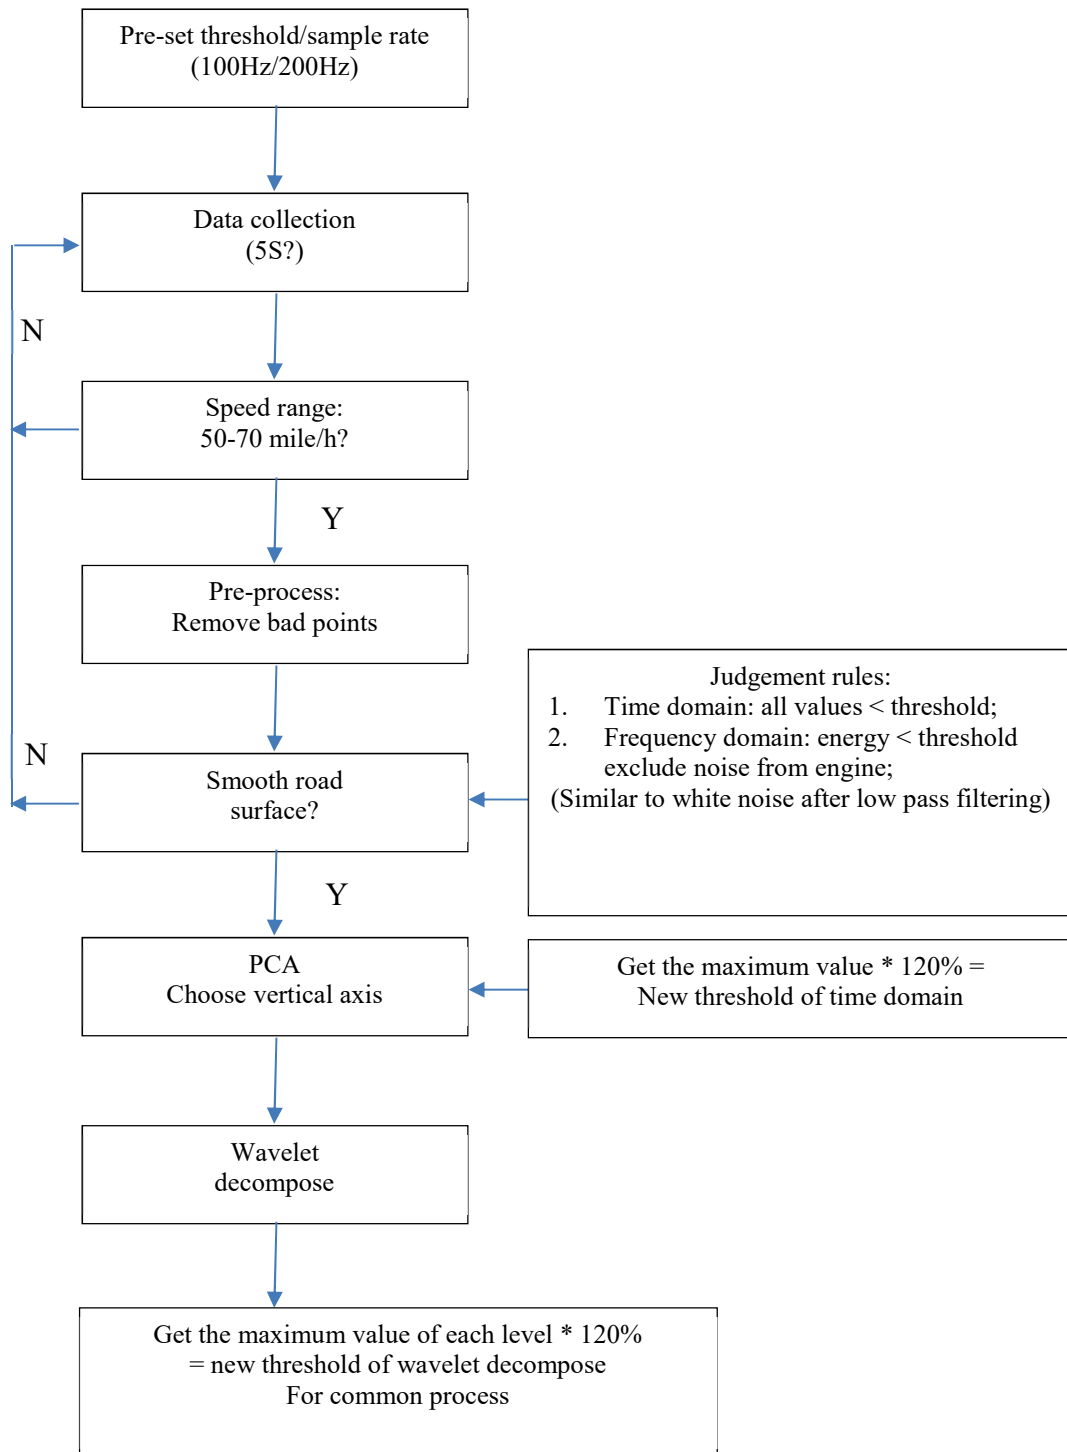 Pre-set threshold/sample rate
(100Hz/200Hz)
Data collection
(5S?)
N
Speed range:
50-70 mile/h?
Y
Pre-process:
Remove bad points
Judgement rules:
1. Time domain: all values < threshold;
2. Frequency domain: energy < threshold
exclude noise from engine;
(Similar to white noise after low pass filtering)
N
Smooth road
surface?
Y
PCA
Choose vertical axis
Get the maximum value * 120% =
New threshold of time domain
Wavelet
decompose
Get the maximum value of each level * 120%
= new threshold of wavelet decompose
For common process